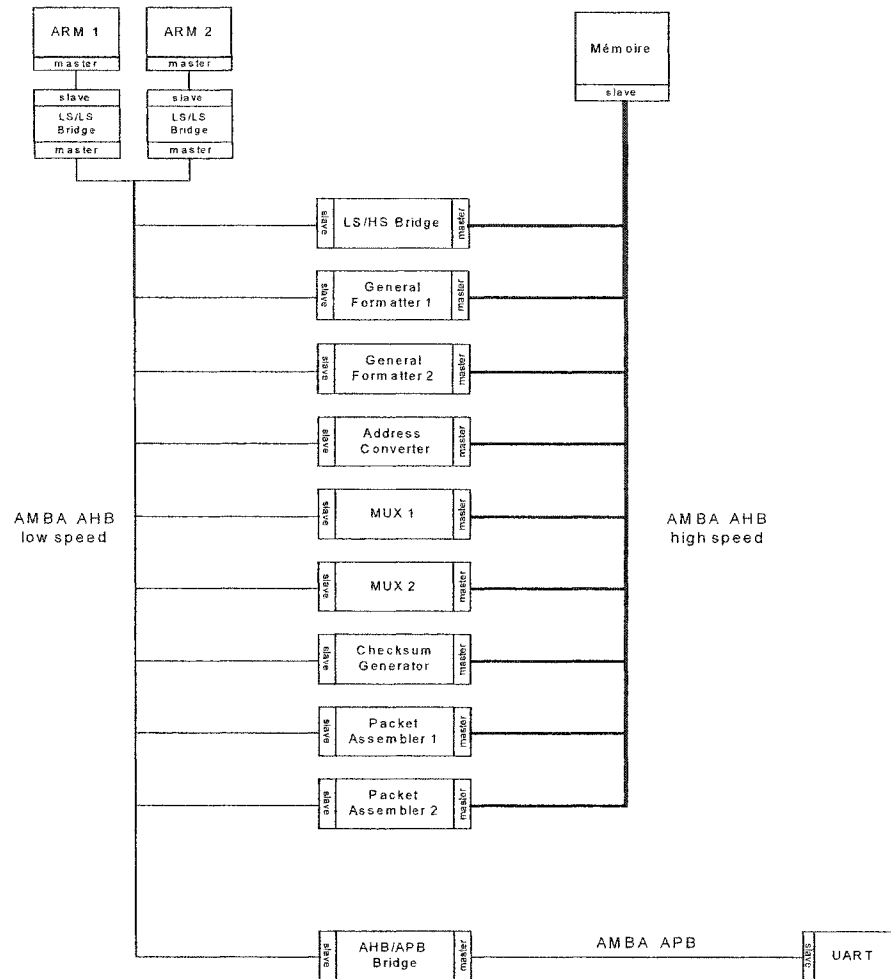 ARM 1
master
ARM 2
master
Mémoire
slave
slave
LS/LS
Bridge
master
slave
LS/LS
Bridge
master
slave
LS/HS Bridge
master
slave
General
Formatter 1
master
slave
General
Formatter 2
master
slave
Address
Converter
master
AMBA AHB
low speed
slave
MUX 1
master
AMBA AHB
high speed
slave
MUX 2
master
slave
Checksum
Generator
master
slave
Packet
Assembler 1
master
slave
Packet
Assembler 2
master
slave
AHB/APB
Bridge
master
AMBA APB
slave
UART